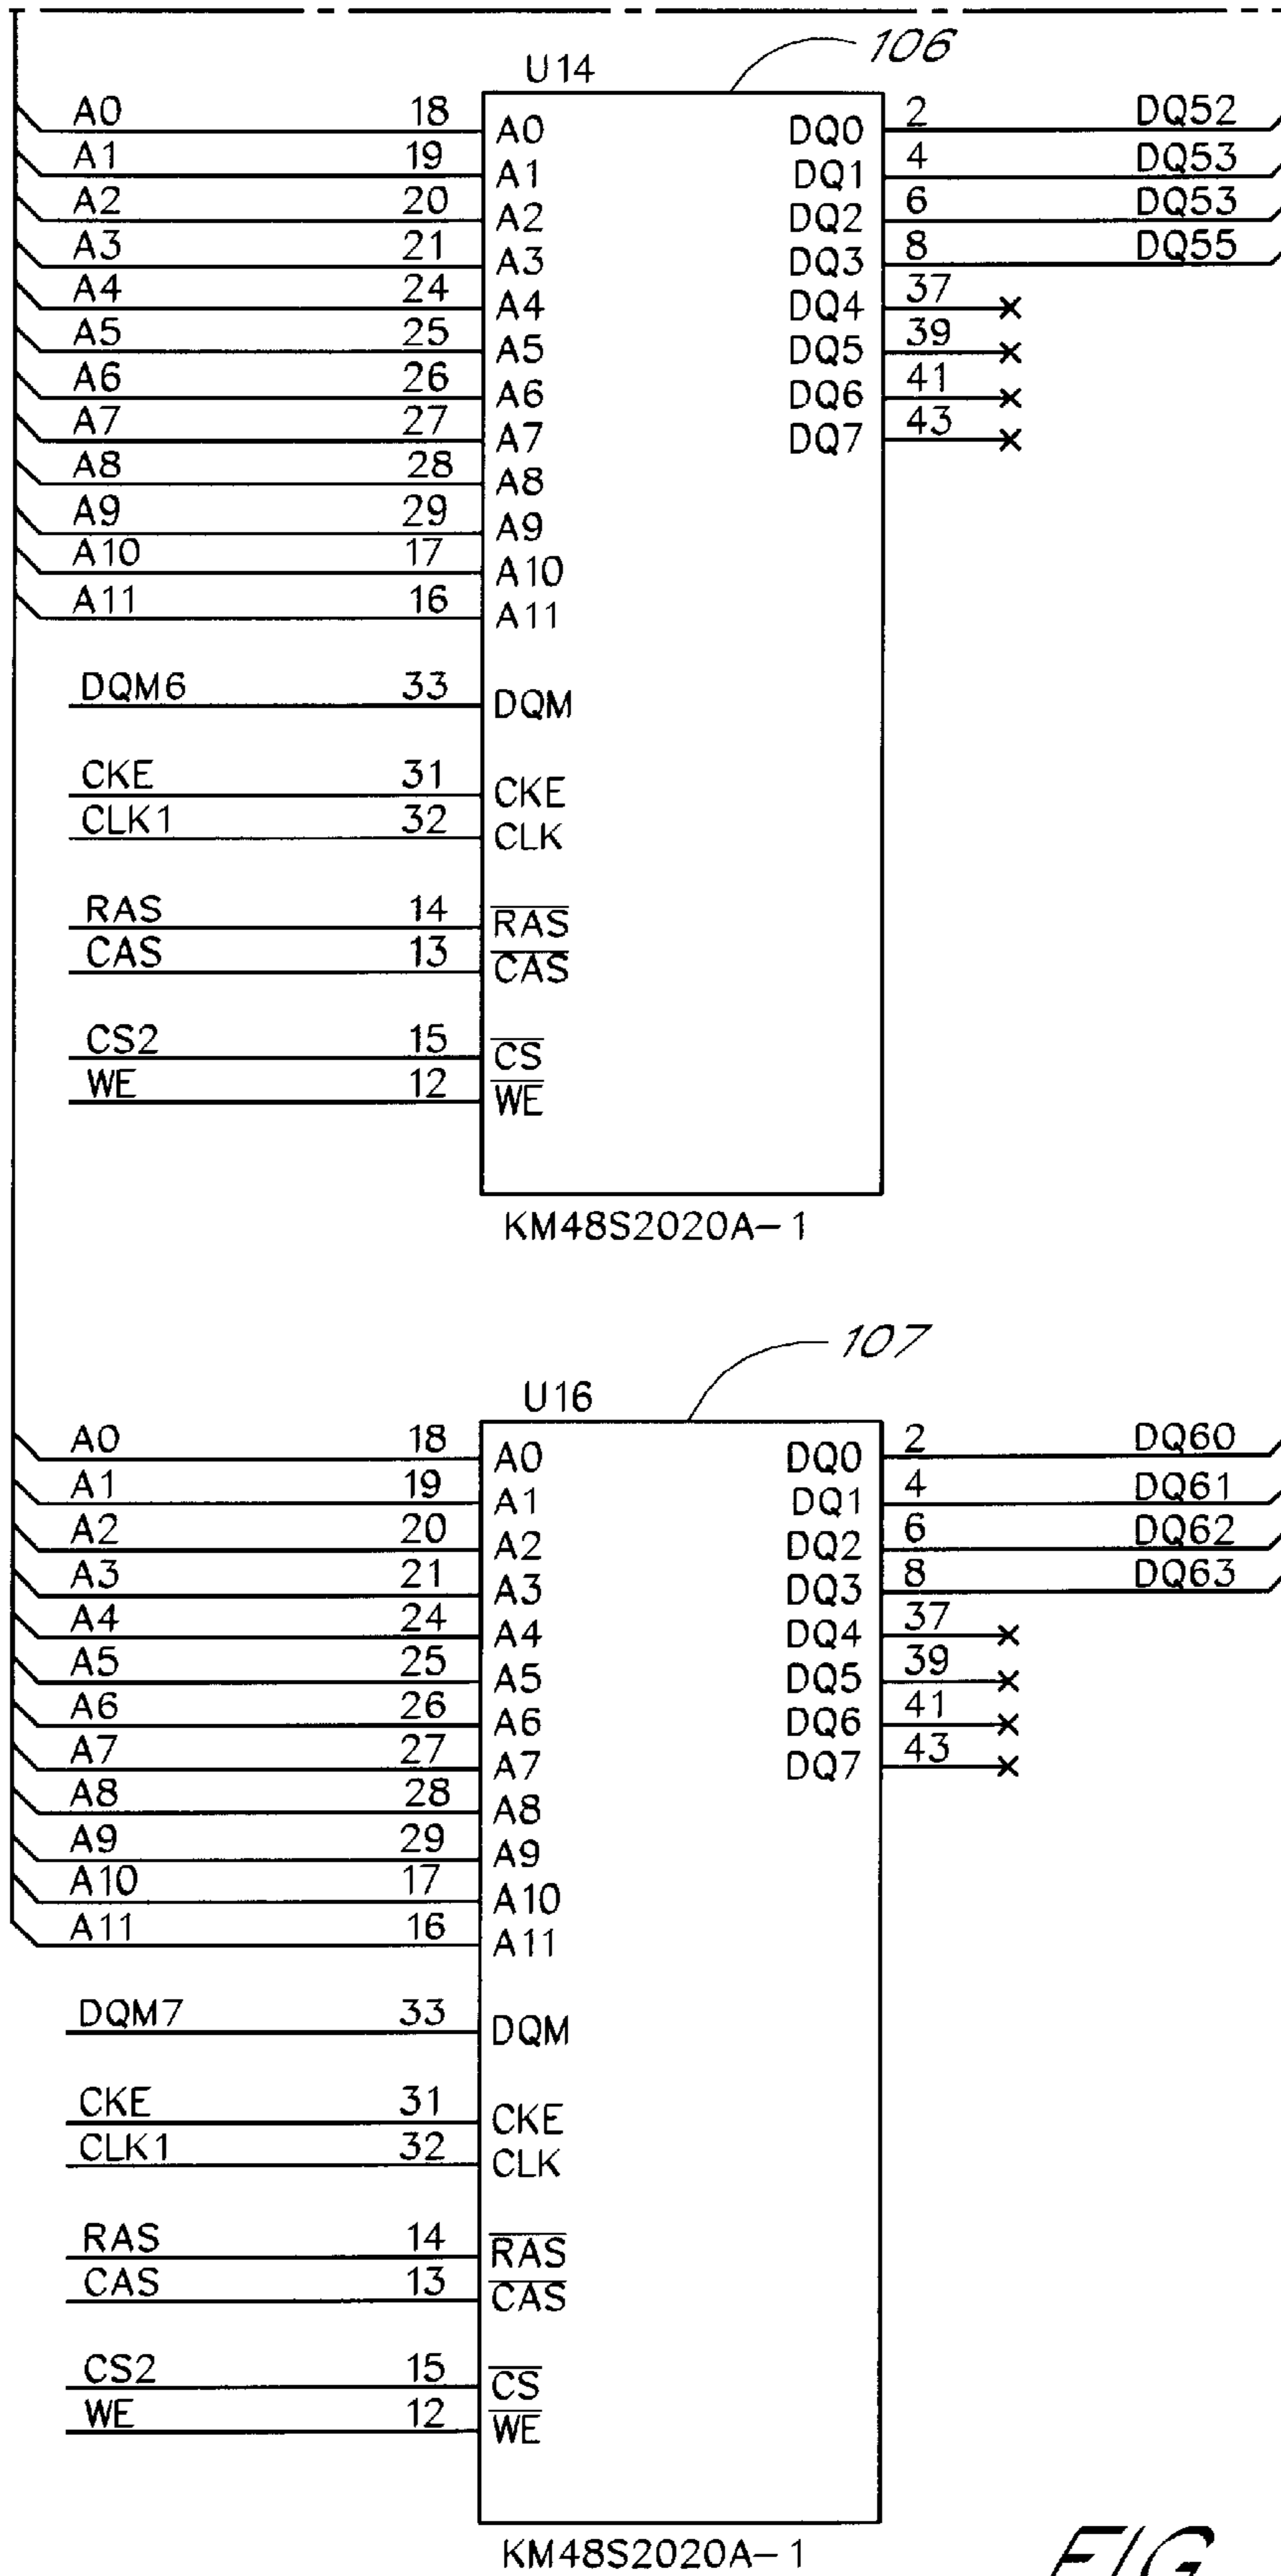 106
U14
A0 18 A0 DQ0 2 DQ52
A1 19 A1 DQ1 4 DQ53
A2 20 A2 DQ2 6 DQ53
A3 21 A3 DQ3 8 DQ55
A4 24 A4 DQ4 37
A5 25 A5 DQ5 39
A6 26 A6 DQ6 41
A7 27 A7 DQ7 43
A8 28 A8
A9 29 A9
A10 17 A10
A11 16 A11
DQM6 33 DQM
CKE 31 CKE
CLK1 32 CLK
RAS 14 RAS
CAS 13 CAS
CS2 15 CS
WE 12 WE
KM48S2020A-1
107
U16
A0 18 A0 DQ0 2 DQ60
A1 19 A1 DQ1 4 DQ61
A2 20 A2 DQ2 6 DQ62
A3 21 A3 DQ3 8 DQ63
A4 24 A4 DQ4 37
A5 25 A5 DQ5 39
A6 26 A6 DQ6 41
A7 27 A7 DQ7 43
A8 28 A8
A9 29 A9
A10 17 A10
A11 16 A11
DQM7 33 DQM
CKE 31 CKE
CLK1 32 CLK
RAS 14 RAS
CAS 13 CAS
CS2 15 CS
WE 12 WE
KM48S2020A-1
FIG